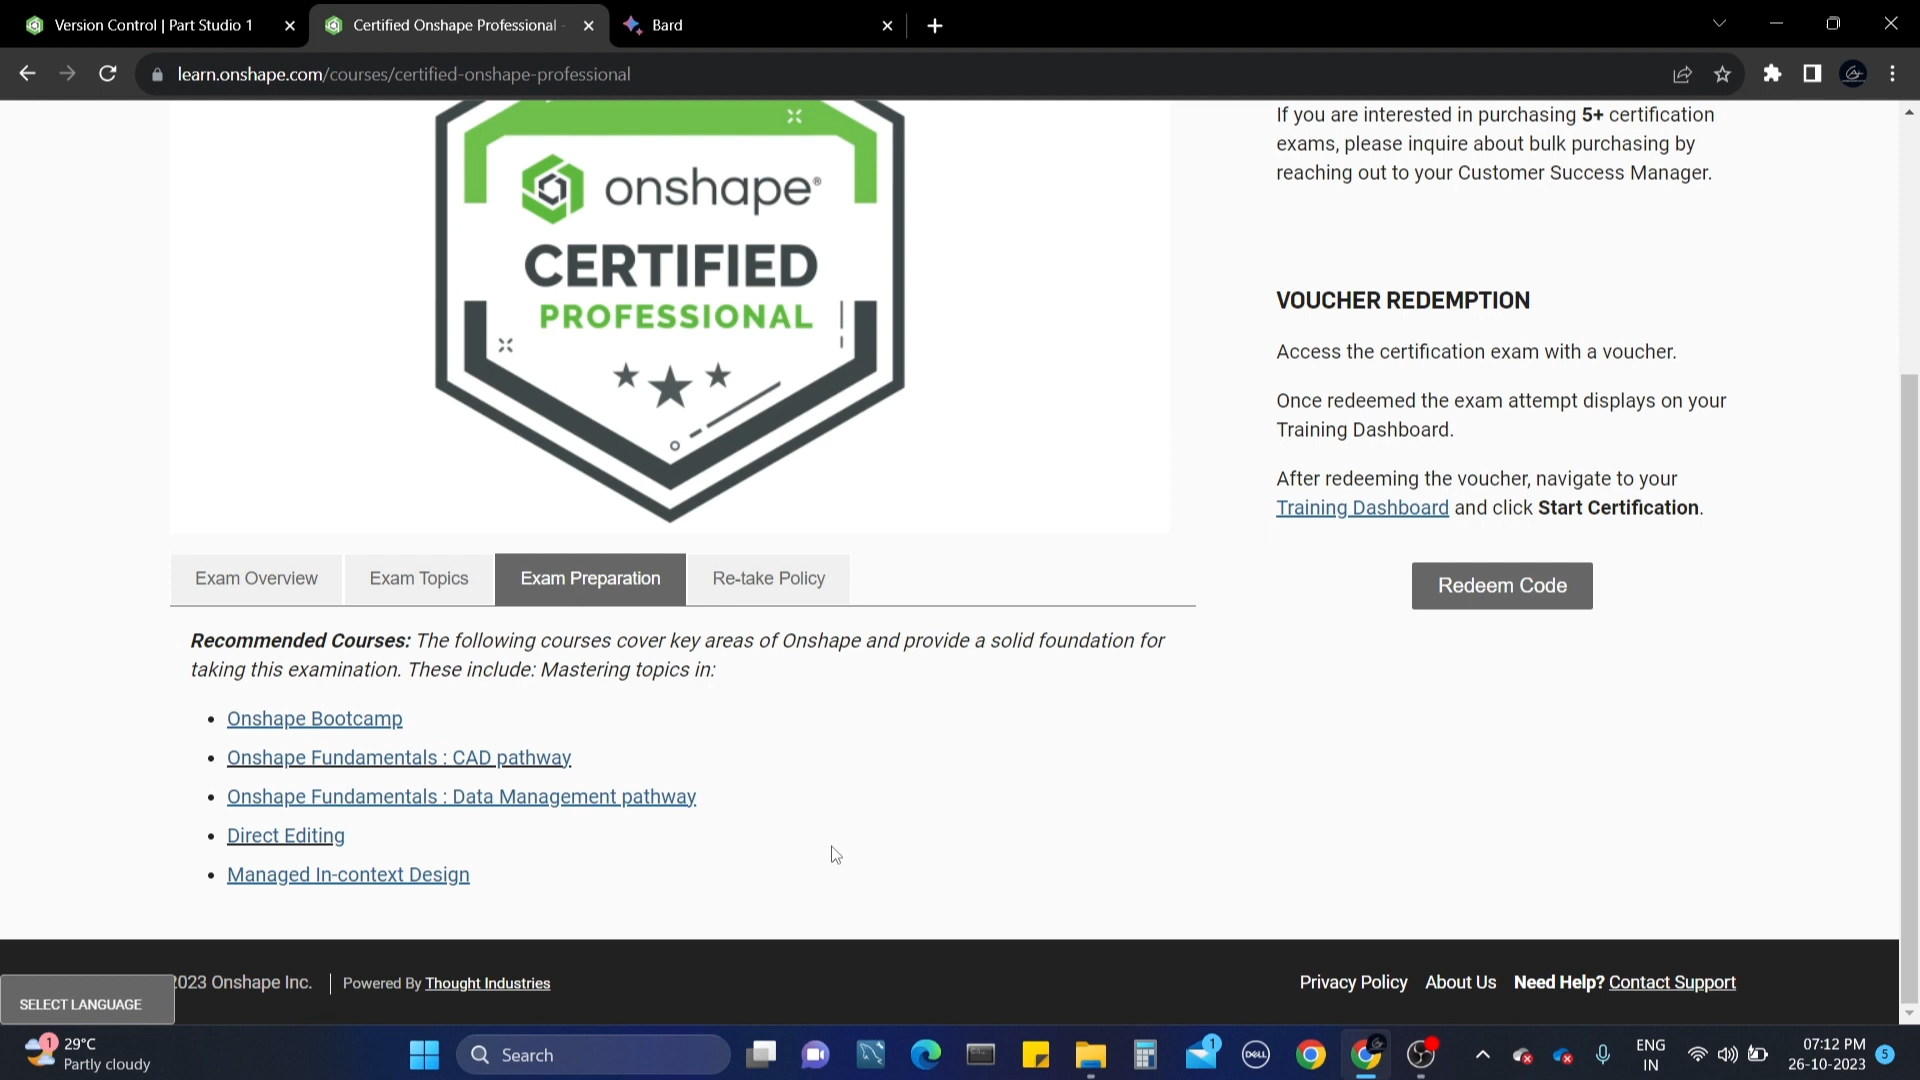 Version Control | Part Studio 1
Certified Onshape Professional -
Bard
learn.onshape.com/courses/certified-onshape-professional
onshape®
CERTIFIED
PROFESSIONAL
If you are interested in purchasing 5+ certification
exams, please inquire about bulk purchasing by
reaching out to your Customer Success Manager.
VOUCHER REDEMPTION
Access the certification exam with a voucher.
Once redeemed the exam attempt displays on your
Training Dashboard.
After redeeming the voucher, navigate to your
Training Dashboard and click Start Certification.
Redeem Code
Exam Overview
Exam Topics
Exam Preparation
Re-take Policy
Recommended Courses: The following courses cover key areas of Onshape and provide a solid foundation for
taking this examination. These include: Mastering topics in:
• Onshape Bootcamp
• Onshape Fundamentals : CAD pathway
• Onshape Fundamentals : Data Management pathway
• Direct Editing
• Managed In-context Design
2023 Onshape Inc.
Powered By Thought Industries
Privacy Policy
About Us
Need Help? Contact Support
SELECT LANGUAGE
1
29°C
Partly cloudy
Search
1
DELL
ENG
IN
07:12 PM
26-10-2023
5